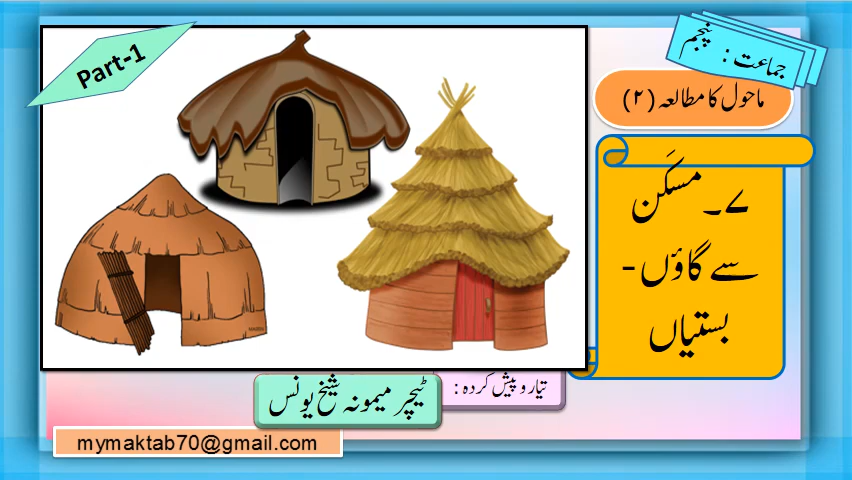 Part-1
جماعت : پنجم
ماحول کا مطالعہ (۲)
۷۔ مسکَن
سے گاؤں-
بستیاں
تیار و پیش کردہ :
ٹیچر میمونہ شیخ یونس
mymaktab70@gmail.com